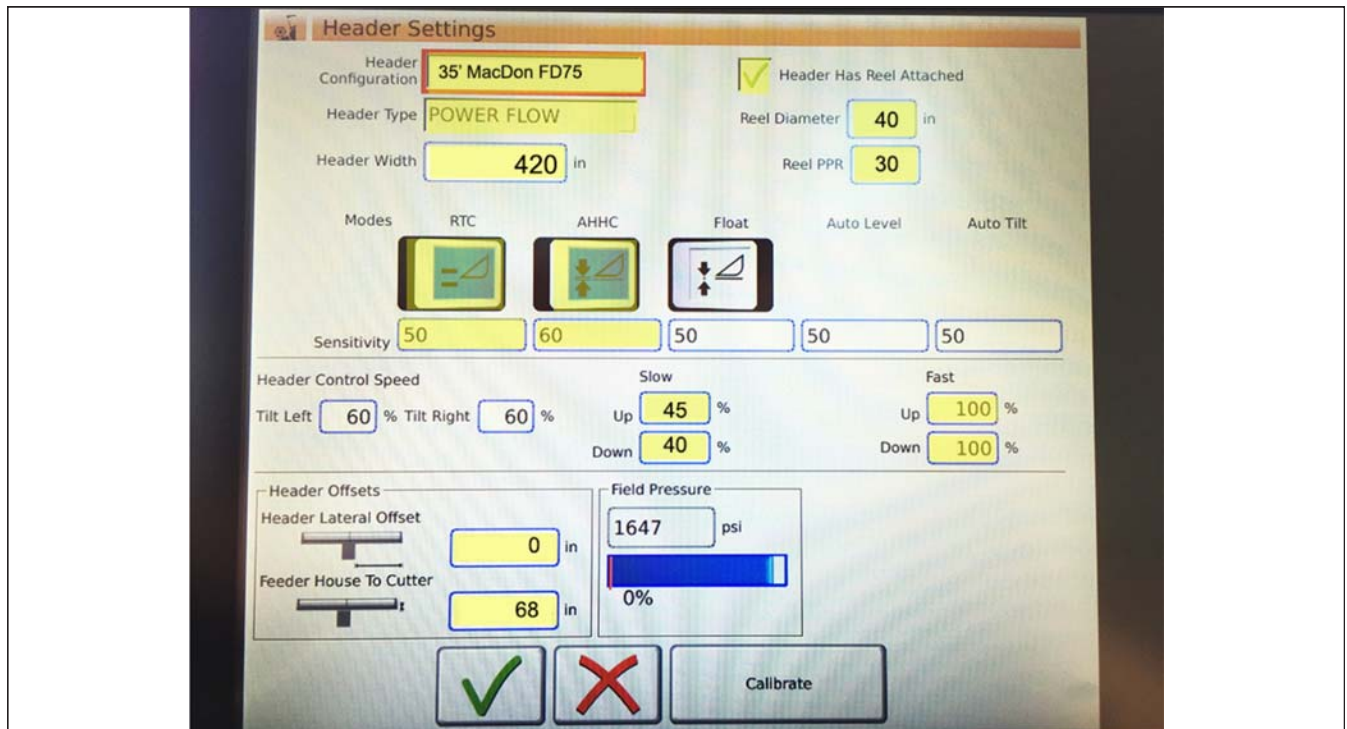 Header Settings
Header Configuration 35' MacDon FD75
Header Has Reel Attached
Header Type POWER FLOW
Reel Diameter 40 in
Header Width 420 in
Reel PPR 30
Modes RTC AHHC Float Auto Level Auto Tilt
Sensitivity 50 60 50 50 50
Header Control Speed Slow Fast
Tilt Left 60 % Tilt Right 60 % Up 45 % Up 100 %
Down 40 % Down 100 %
Header Offsets Field Pressure
Header Lateral Offset 1647 psi
0 in
Feeder House To Cutter 0%
68 in
Calibrate